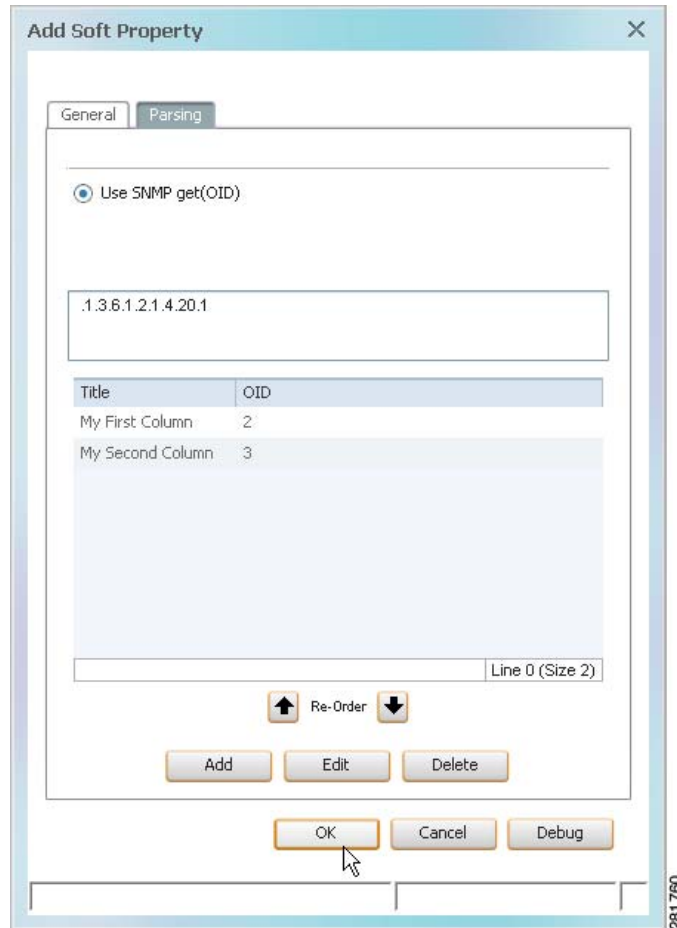 Add Soft Property
General Parsing
Use SNMP get(OID)
.1.3.6.1.2.1.4.20.1
Title OID
My First Column 2
My Second Column 3
Line 0 (Size 2)
Re-Order
Add Edit Delete
OK Cancel Debug
281760